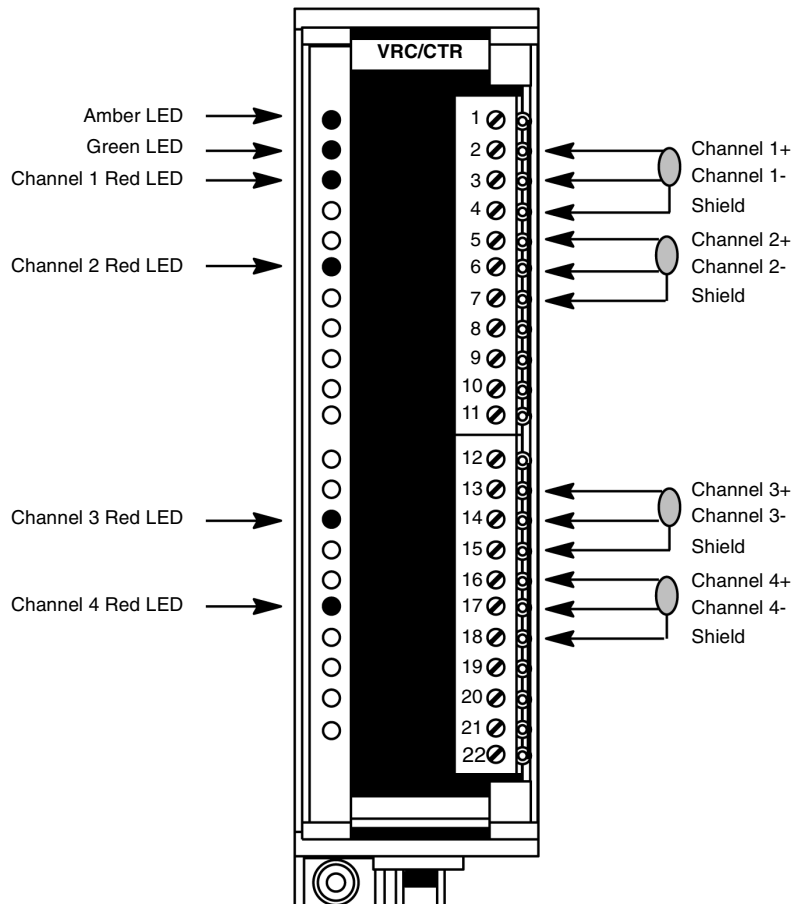 VRC/CTR
Amber LED
Green LED
Channel 1 Red LED
Channel 2 Red LED
Channel 3 Red LED
Channel 4 Red LED
1
2
3
4
5
6
7
8
9
10
11
12
13
14
15
16
17
18
19
20
21
22
Channel 1+
Channel 1-
Shield
Channel 2+
Channel 2-
Shield
Channel 3+
Channel 3-
Shield
Channel 4+
Channel 4-
Shield